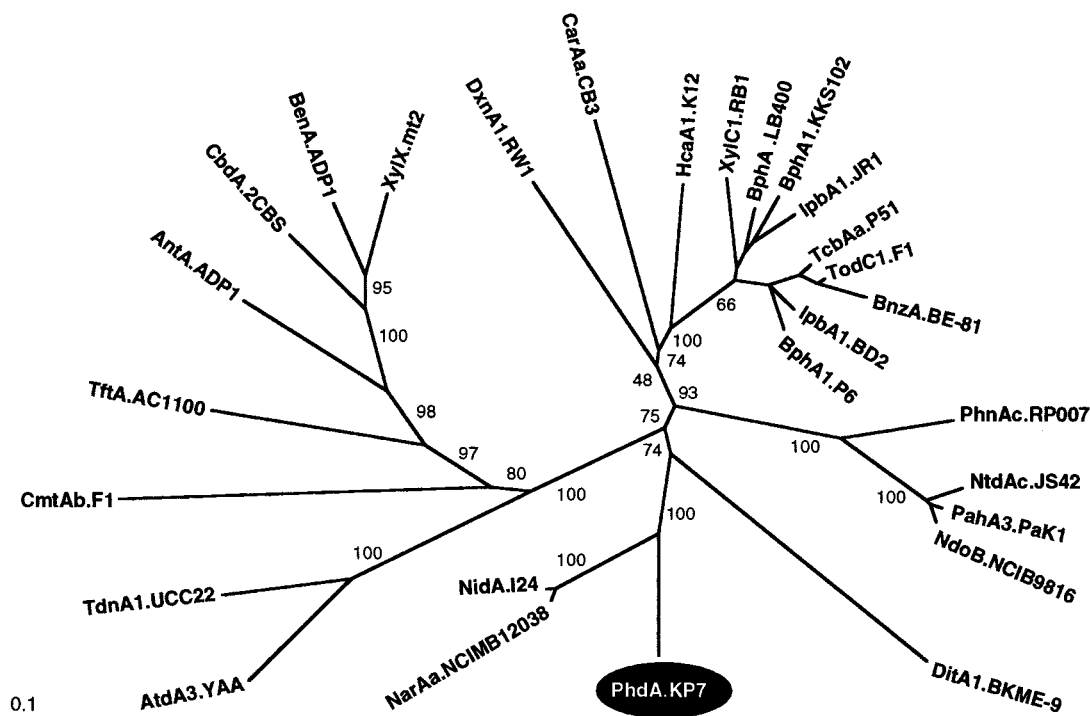 CarAa.CB3
DxnA1.RW1
HcaA1.K12
XylC1.RB1
BphA .LB400
BphA1.KKS102
IpbA1.JR1
TcbAa.P51
TodC1.F1
BnzA.BE-81
IpbA1.BD2
BphA1.P6
BenA.ADP1
XylX.mt2
CbdA.2CBS
AntA.ADP1
TftA.AC1100
CmtAb.F1
TdnA1.UCC22
AtdA3.YAA
NidA.I24
NarAa.NCIMB12038
PhdA.KP7
DitA1.BKME-9
PhnAc.RP007
NtdAc.JS42
PahA3.PaK1
NdoB.NCIB9816
95
100
98
97
80
100
100
66
100
74
48
93
75
74
100
100
100
100
0.1